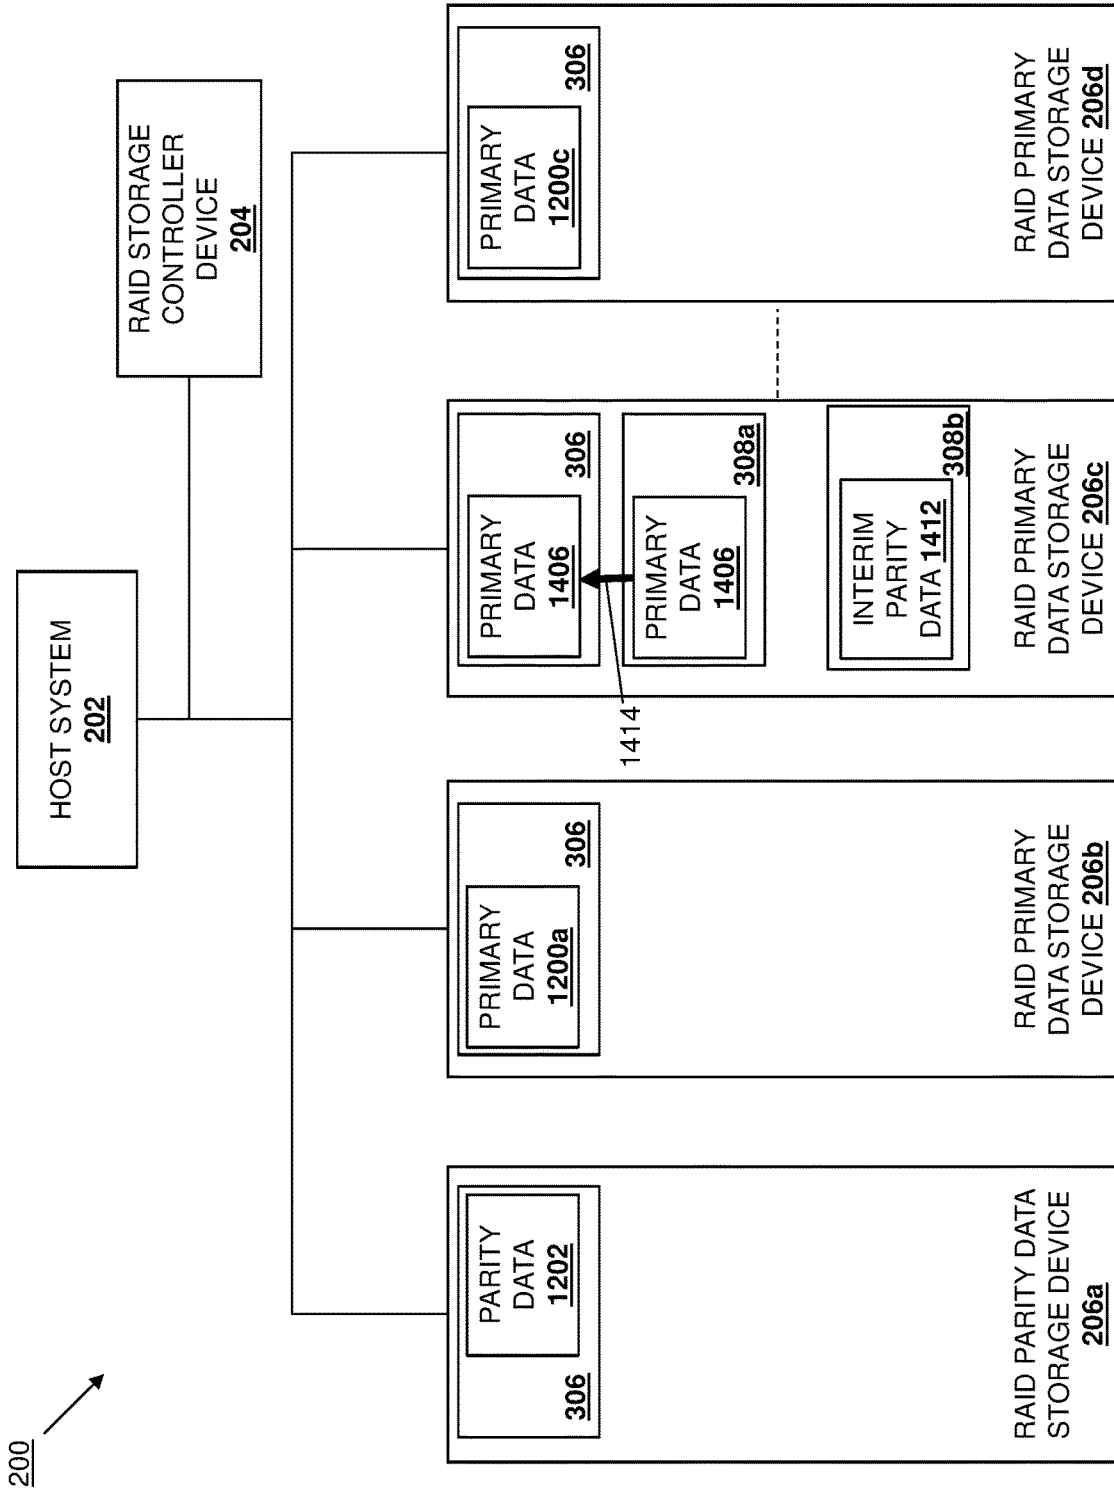 200
HOST SYSTEM
202
RAID STORAGE
CONTROLLER
DEVICE
204
PARITY
DATA
1202
306
RAID PARITY DATA
STORAGE DEVICE
206a
PRIMARY
DATA
1200a
306
RAID PRIMARY
DATA STORAGE
DEVICE 206b
PRIMARY
DATA
1406
306
1414
PRIMARY
DATA
1406
308a
INTERIM
PARITY
DATA 1412
308b
RAID PRIMARY
DATA STORAGE
DEVICE 206c
PRIMARY
DATA
1200c
306
RAID PRIMARY
DATA STORAGE
DEVICE 206d